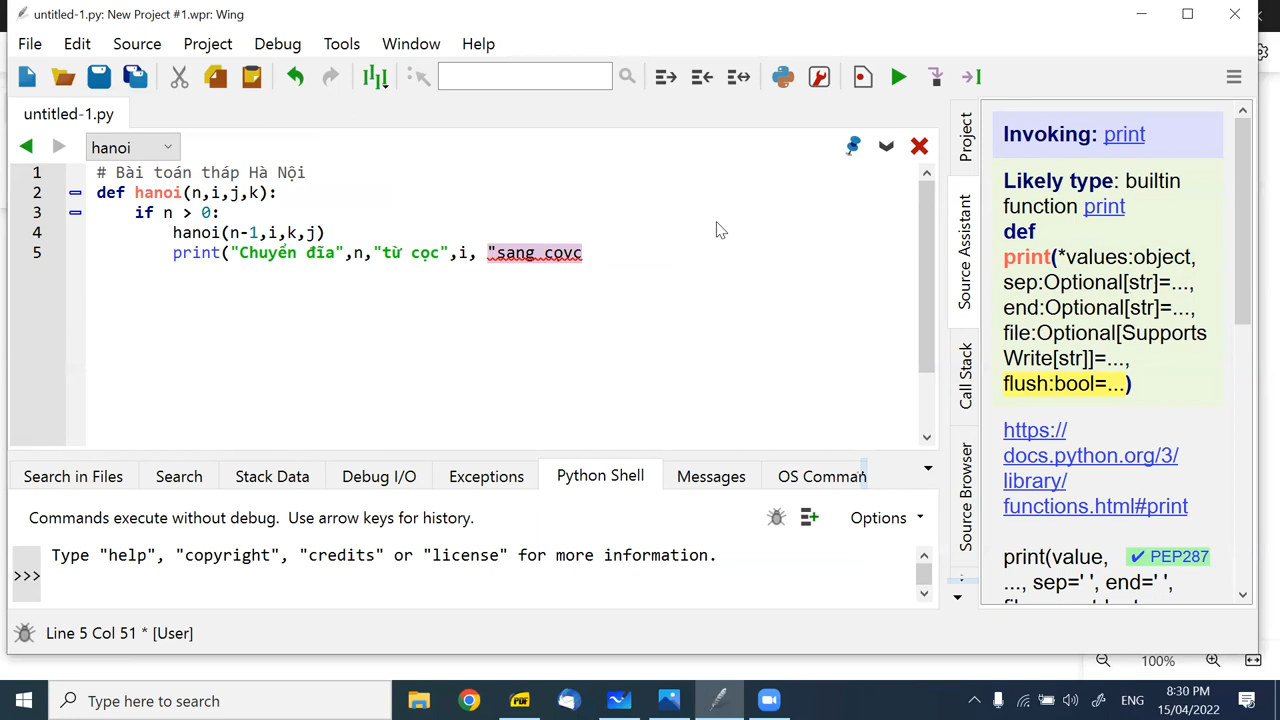 untitled-1.py: New Project #1.wpr: Wing
File Edit Source Project Debug Tools Window Help
untitled-1.py
hanoi
1 # Bài toán tháp Hà Nội
2 def hanoi(n,i,j,k):
3 if n > 0:
4 hanoi(n-1,i,k,j)
5 print("Chuyển đĩa",n,"từ cọc",i, "sang cọvc
Project
Source Assistant
Call Stack
Source Browser
Invoking: print
Likely type: builtin
function print
def
print(*values:object,
sep:Optional[str]=...,
end:Optional[str]=...,
file:Optional[Supports
Write[str]]=...,
flush:bool=...)
https://
docs.python.org/3/
library/
functions.html#print
print(value, ✔ PEP287
..., sep=' ', end=' ',
Search in Files Search Stack Data Debug I/O Exceptions Python Shell Messages OS Comman
Commands execute without debug. Use arrow keys for history. Options
Type "help", "copyright", "credits" or "license" for more information.
>>>
Line 5 Col 51 * [User]
100%
Type here to search
PDF
ENG
8:30 PM
15/04/2022